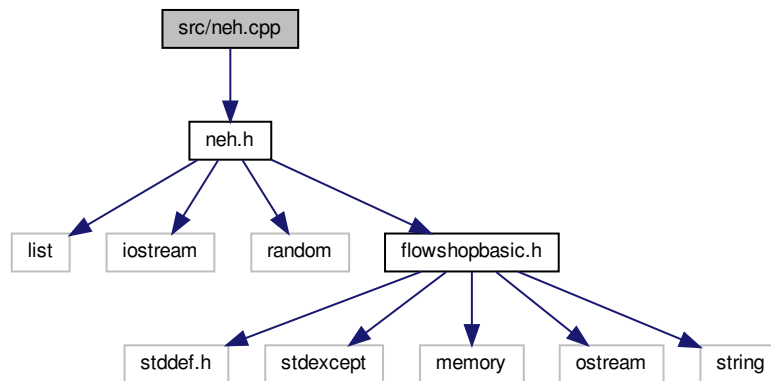 src/neh.cpp
neh.h
list
iostream
random
flowshopbasic.h
stddef.h
stdexcept
memory
ostream
string